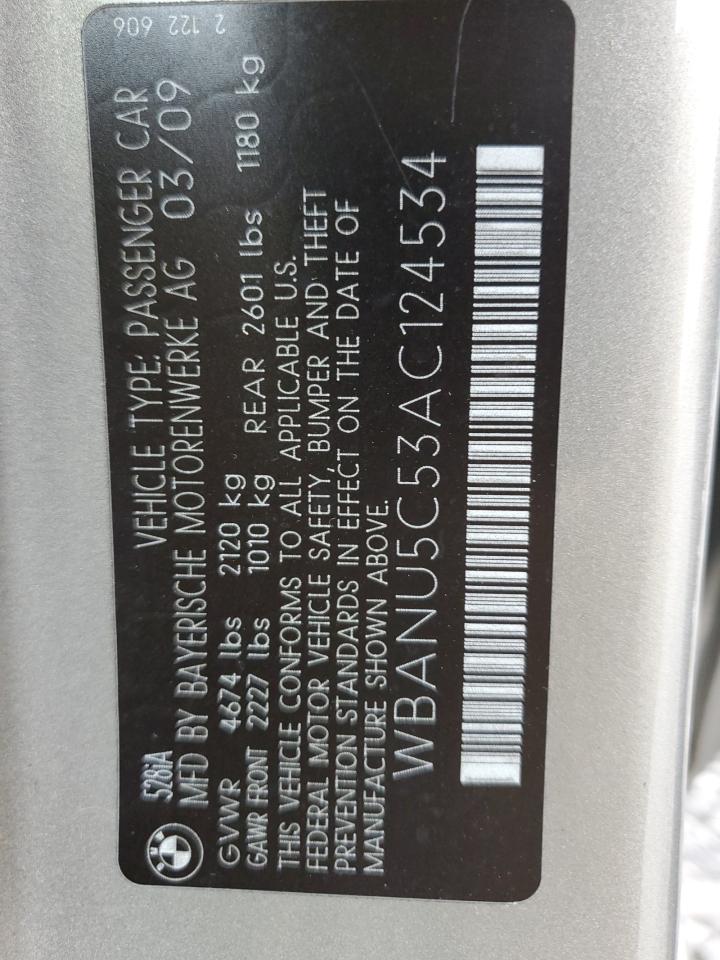 2 122 606
528iA VEHICLE TYPE: PASSENGER CAR
MFD BY BAYERISCHE MOTORENWERKE AG 03/09
GVWR 4674 lbs 2120 kg
GAWR FRONT 2227 lbs 1010 kg REAR 2601 lbs 1180 kg
THIS VEHICLE CONFORMS TO ALL APPLICABLE U.S.
FEDERAL MOTOR VEHICLE SAFETY, BUMPER AND THEFT
PREVENTION STANDARDS IN EFFECT ON THE DATE OF
MANUFACTURE SHOWN ABOVE.
WBANU5C53AC124534